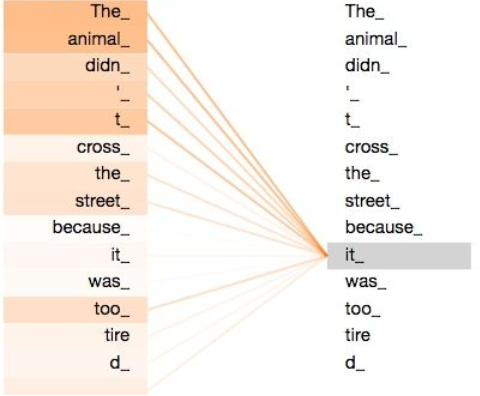 The_ The_
animal_ animal_
didn_ didn_
'_ '_
t_ t_
cross_ cross_
the_ the_
street_ street_
because_ because_
it_ it_
was_ was_
too_ too_
tire tire
d_ d_